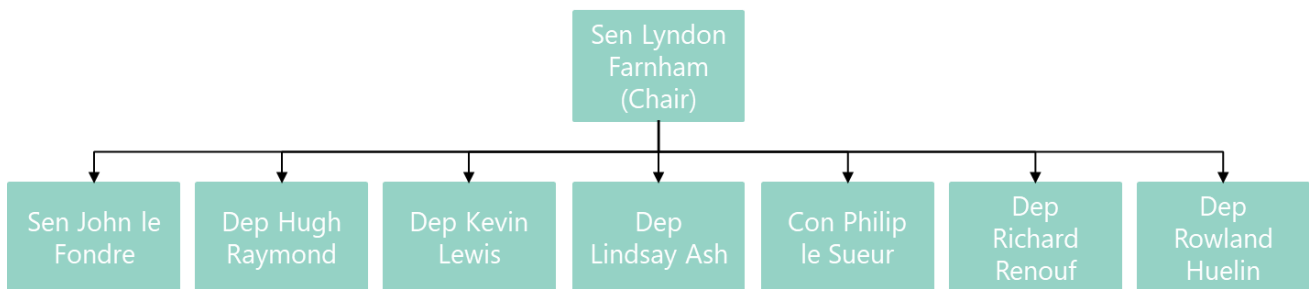 Sen Lyndon
Farnham
(Chair)
Sen John le
Fondre
Dep Hugh
Raymond
Dep Kevin
Lewis
Dep
Lindsay Ash
Con Philip
le Sueur
Dep
Richard
Renouf
Dep
Rowland
Huelin